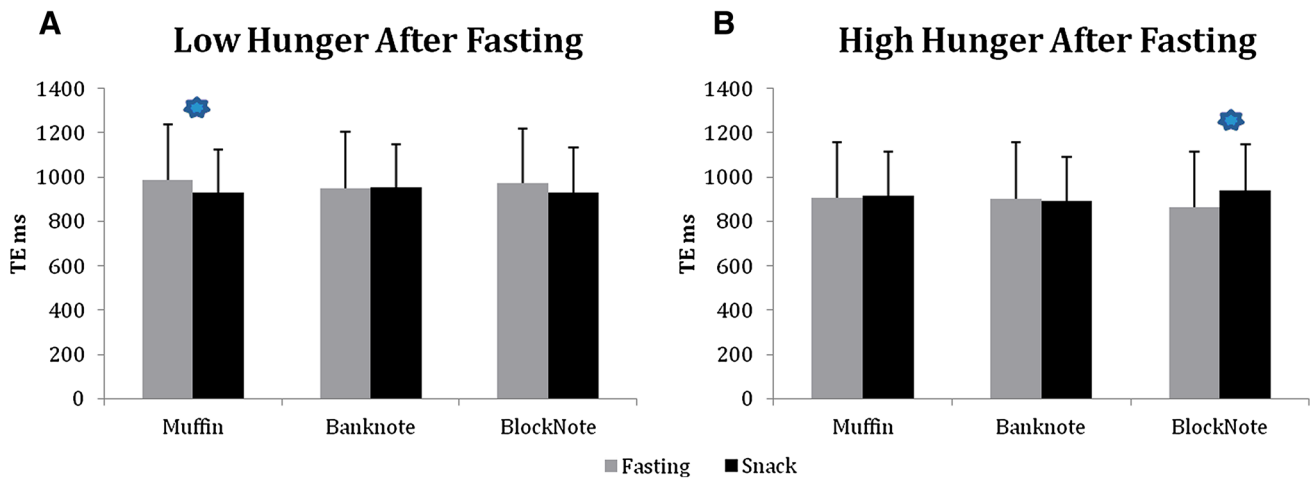 A
Low Hunger After Fasting
TE ms
1400
1200
1000
800
600
400
200
0
Muffin Banknote BlockNote
B
High Hunger After Fasting
TE ms
1400
1200
1000
800
600
400
200
0
Muffin Banknote BlockNote
Fasting Snack